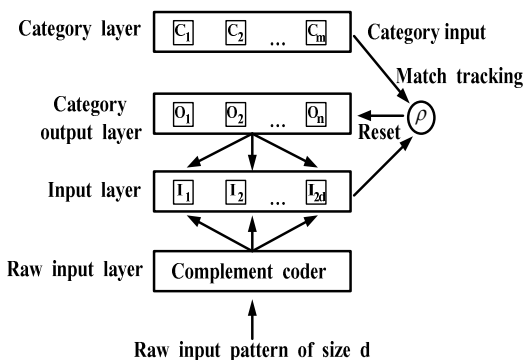 Category layer C1 C2 ... Cm Category input
Match tracking
Category output layer O1 O2 ... On Reset ρ
Input layer I1 I2 ... I2d
Raw input layer Complement coder
Raw input pattern of size d